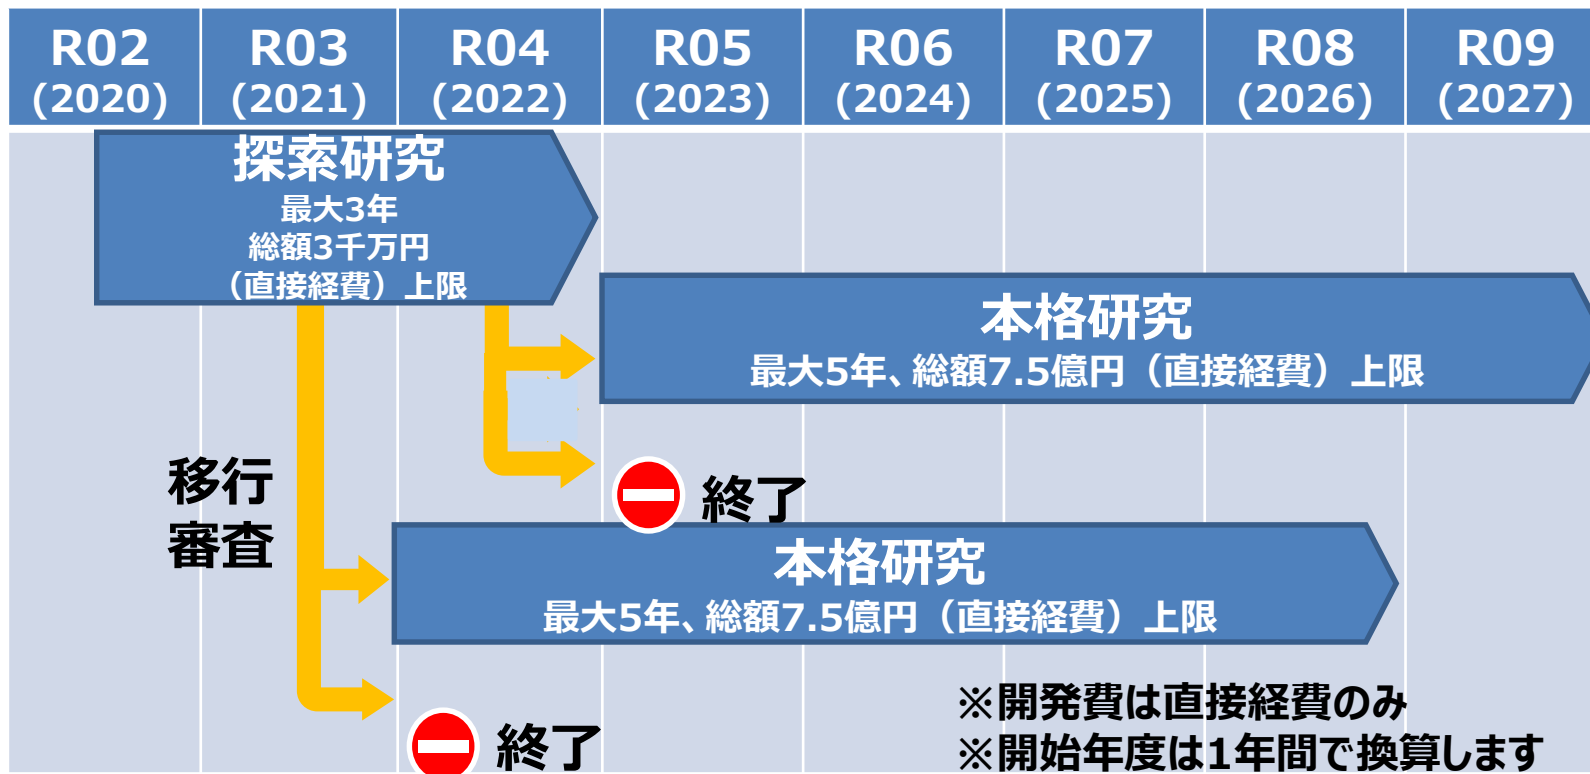 R02 R03 R04 R05 R06 R07 R08 R09
(2020) (2021) (2022) (2023) (2024) (2025) (2026) (2027)
探索研究
最大3年
総額3千万円
（直接経費）上限
本格研究
最大5年、総額7.5億円（直接経費）上限
移行
審査
終了
本格研究
最大5年、総額7.5億円（直接経費）上限
終了
※開発費は直接経費のみ
※開始年度は1年間で換算します